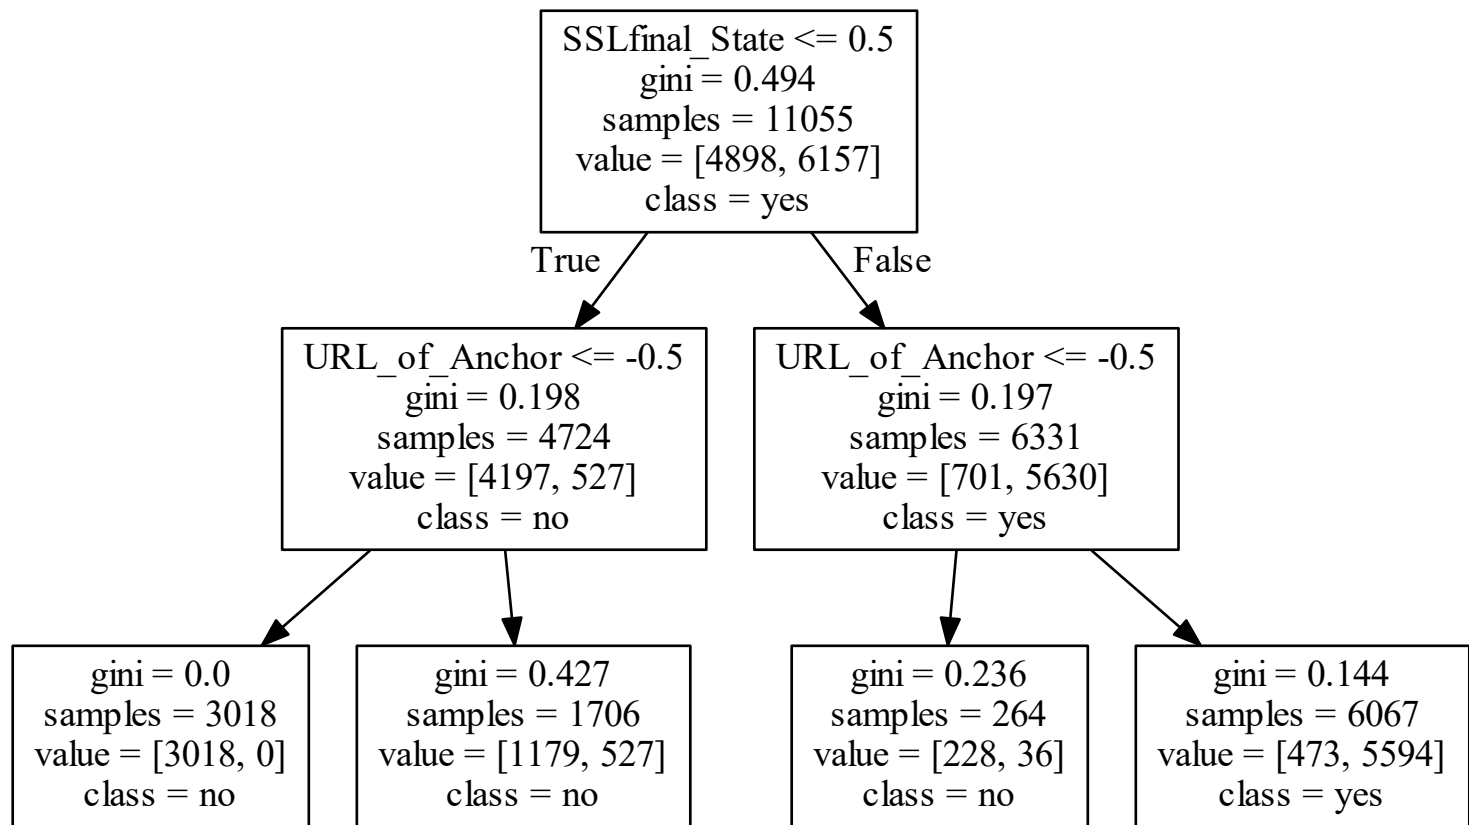 SSLfinal_State <= 0.5
gini = 0.494
samples = 11055
value = [4898, 6157]
class = yes
True
False
URL_of_Anchor <= -0.5
gini = 0.198
samples = 4724
value = [4197, 527]
class = no
URL_of_Anchor <= -0.5
gini = 0.197
samples = 6331
value = [701, 5630]
class = yes
gini = 0.0
samples = 3018
value = [3018, 0]
class = no
gini = 0.427
samples = 1706
value = [1179, 527]
class = no
gini = 0.236
samples = 264
value = [228, 36]
class = no
gini = 0.144
samples = 6067
value = [473, 5594]
class = yes